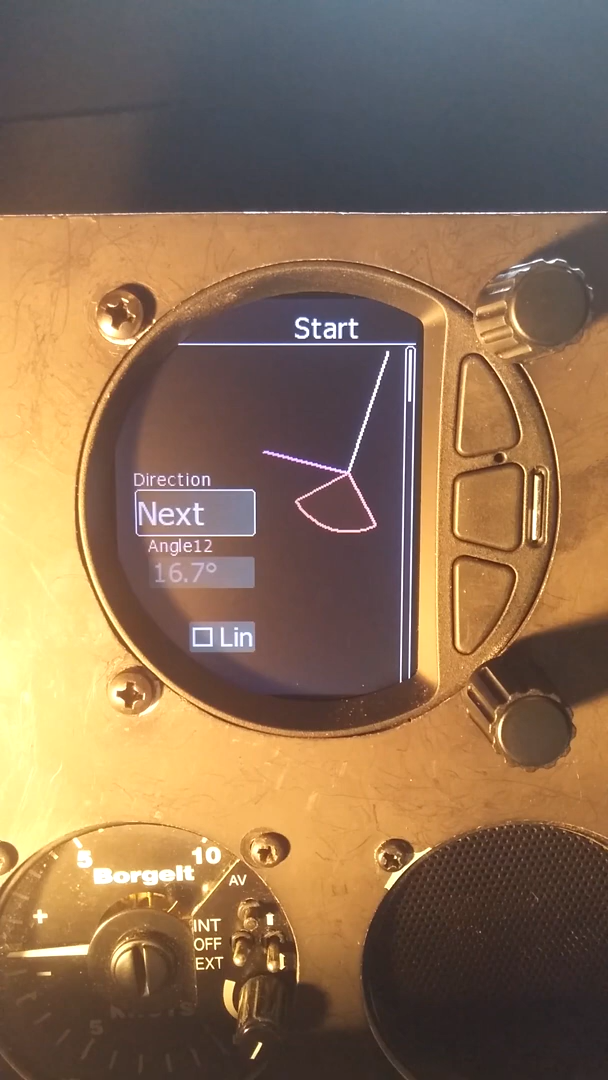 Start
Direction
Next
Angle12
16.7°
Lin
5
10
Borgelt
AV
INT
OFF
EXT
+
-
5